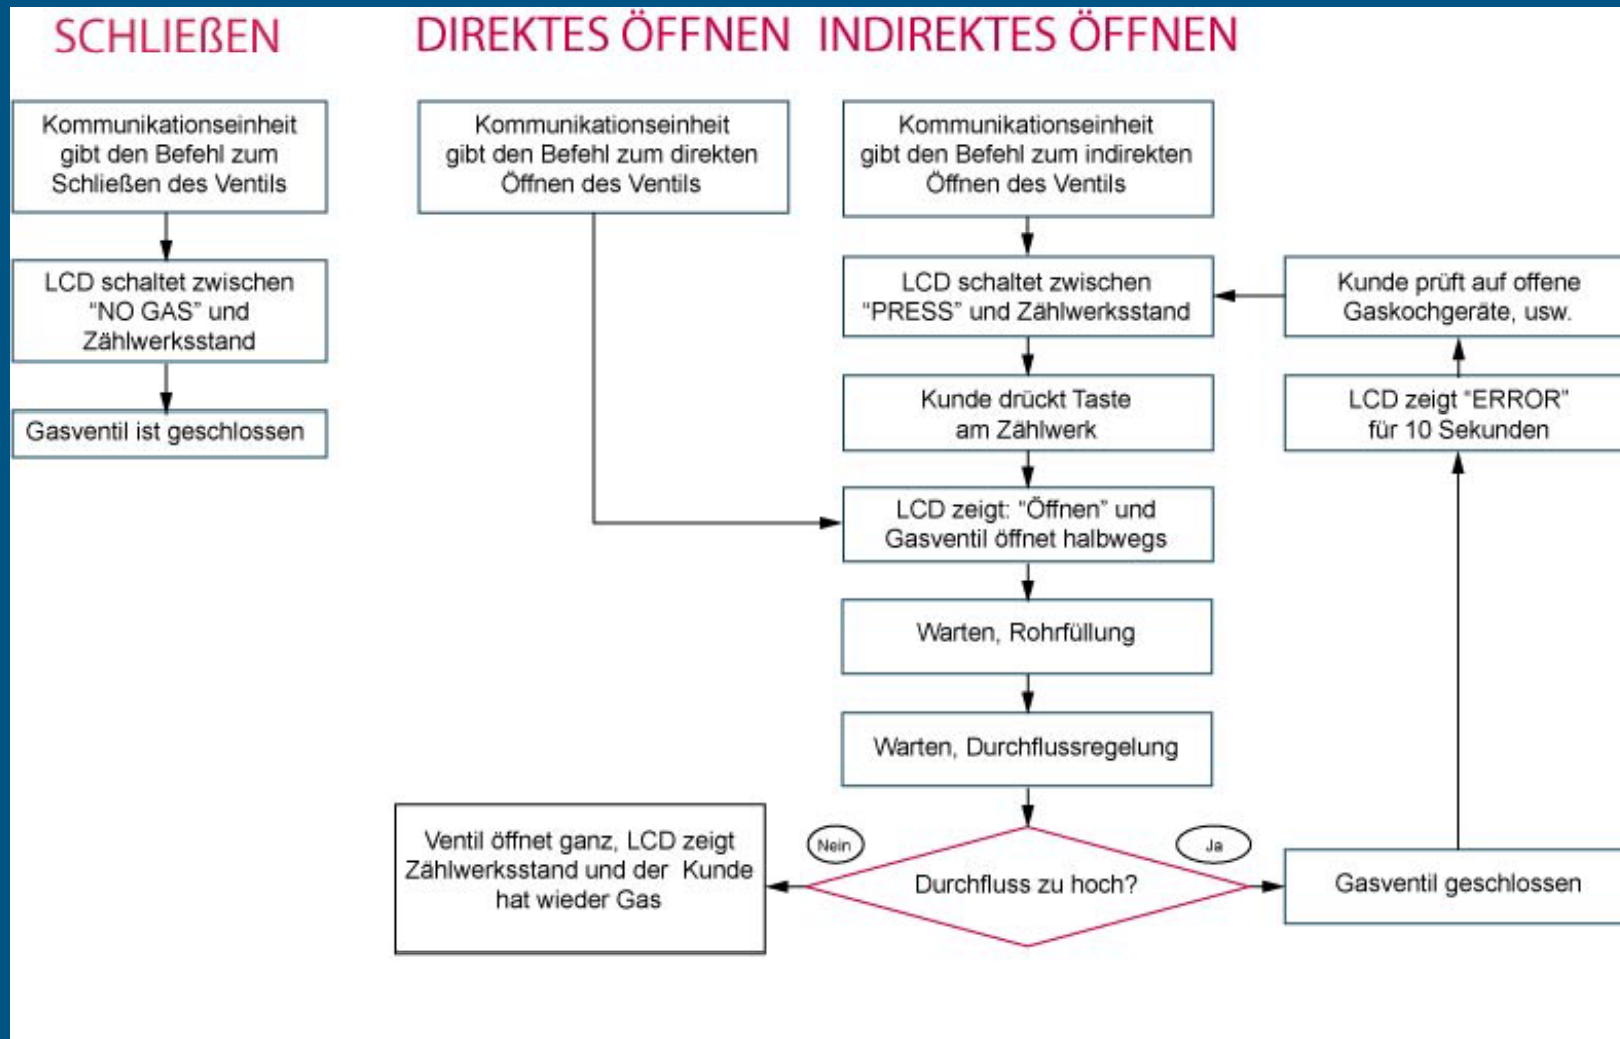 SCHLIEßEN
DIREKTES ÖFFNEN
INDIREKTES ÖFFNEN
Kommunikationseinheit
gibt den Befehl zum
Schließen des Ventils
LCD schaltet zwischen
“NO GAS” und
Zählwerksstand
Gasventil ist geschlossen
Kommunikationseinheit
gibt den Befehl zum direkten
Öffnen des Ventils
Kommunikationseinheit
gibt den Befehl zum indirekten
Öffnen des Ventils
LCD schaltet zwischen
“PRESS” und Zählwerksstand
Kunde drückt Taste
am Zählwerk
LCD zeigt: “Öffnen” und
Gasventil öffnet halbwegs
Warten, Rohrfüllung
Warten, Durchflussregelung
Durchfluss zu hoch?
Nein
Ventil öffnet ganz, LCD zeigt
Zählwerksstand und der Kunde
hat wieder Gas
Ja
Gasventil geschlossen
LCD zeigt “ERROR”
für 10 Sekunden
Kunde prüft auf offene
Gaskochgeräte, usw.